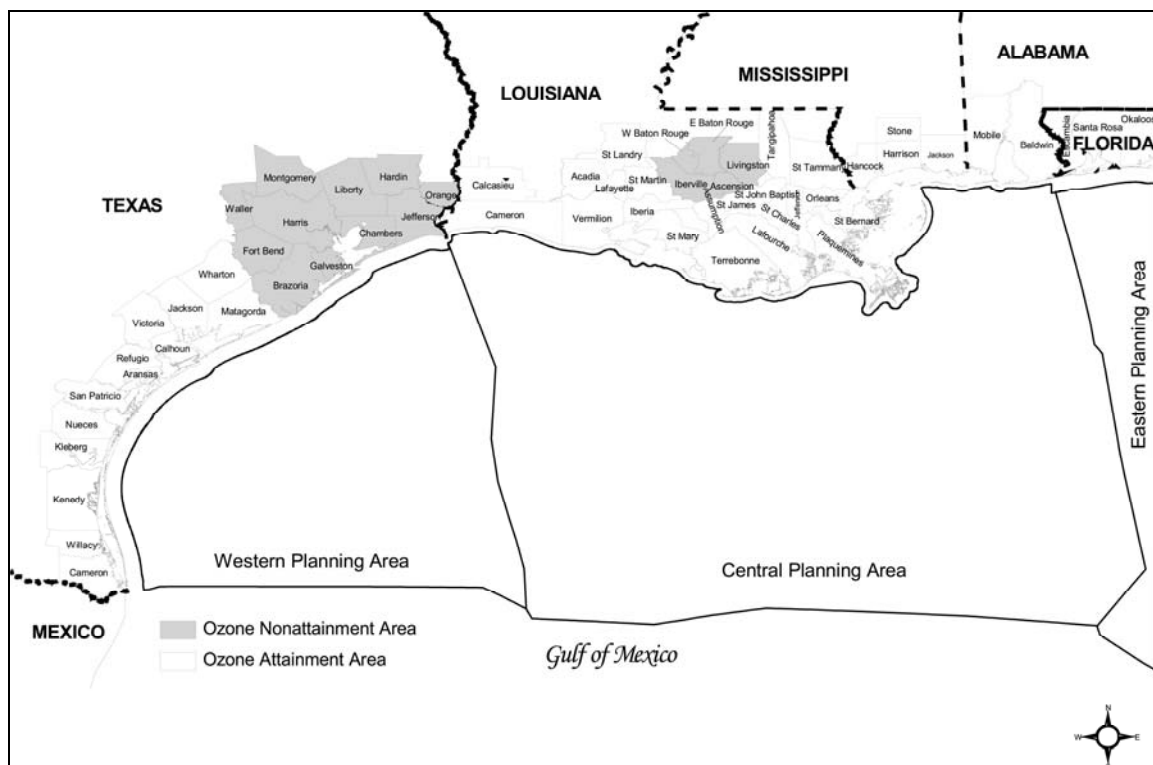 ALABAMA
MISSISSIPPI
LOUISIANA
TEXAS
FLORIDA
MEXICO
Montgomery
Hardin
Liberty
Orange
Waller
Harris
Jefferson
Chambers
Fort Bend
Galveston
Wharton
Brazoria
Jackson
Matagorda
Victoria
Calhoun
Refugio
Aransas
San Patricio
Nueces
Kleberg
Kenedy
Willacy
Cameron
Calcasieu
Cameron
E Baton Rouge
W Baton Rouge
St Landry
Acadia
Lafayette
St Martin
Vermilion
Iberia
St Mary
Iberville
Ascension
Livingston
Tangipahoa
St Tammany
St John Baptist
St James
Assumption
St Charles
Jefferson
Orleans
St Bernard
Lafourche
Plaquemines
Terrebonne
Hancock
Stone
Harrison
Jackson
Mobile
Baldwin
Escambia
Santa Rosa
Okaloos
Western Planning Area
Central Planning Area
Eastern Planning Area
Ozone Nonattainment Area
Ozone Attainment Area
Gulf of Mexico
N
W
E
S